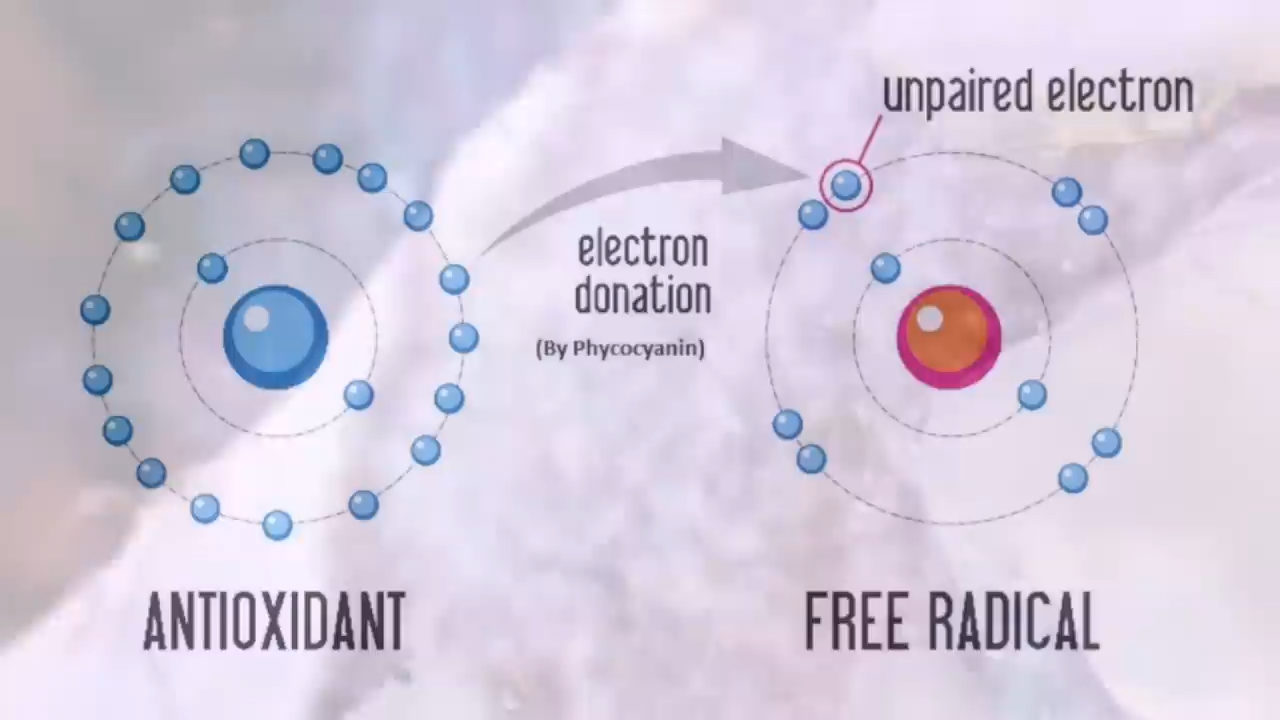 unpaired electron
electron
donation
(By Phycocyanin)
ANTIOXIDANT
FREE RADICAL